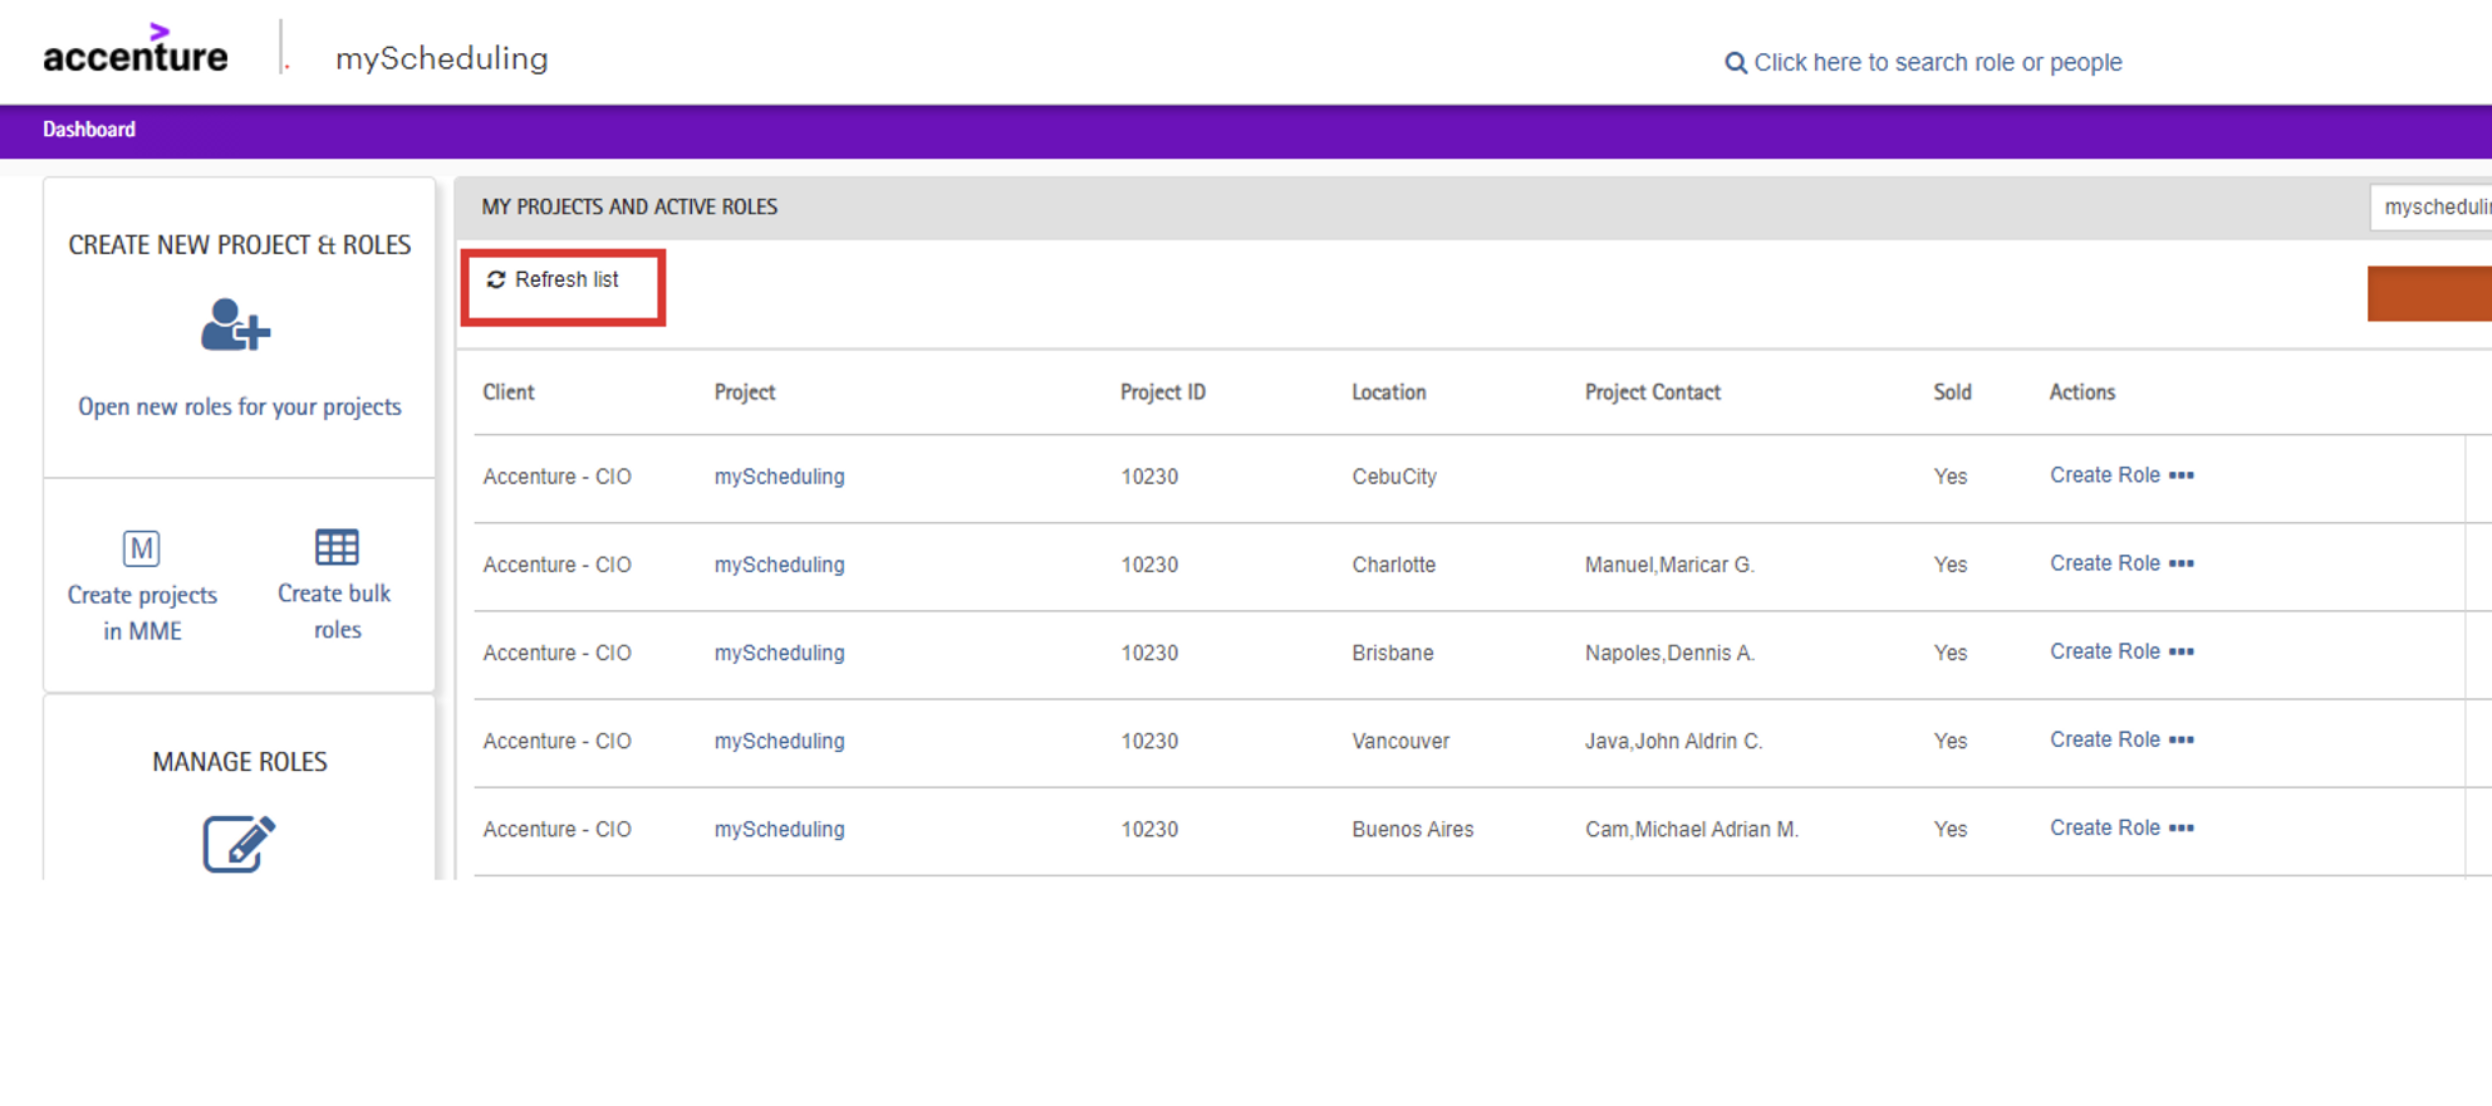 accenture
myScheduling
Click here to search role or people
Dashboard
CREATE NEW PROJECT & ROLES
Open new roles for your projects
M
Create projects
in MME
Create bulk
roles
MANAGE ROLES
MY PROJECTS AND ACTIVE ROLES
Refresh list
Client Project Project ID Location Project Contact Sold Actions
Accenture - CIO myScheduling 10230 CebuCity Yes Create Role
Accenture - CIO myScheduling 10230 Charlotte Manuel,Maricar G. Yes Create Role
Accenture - CIO myScheduling 10230 Brisbane Napoles,Dennis A. Yes Create Role
Accenture - CIO myScheduling 10230 Vancouver Java,John Aldrin C. Yes Create Role
Accenture - CIO myScheduling 10230 Buenos Aires Cam,Michael Adrian M. Yes Create Role